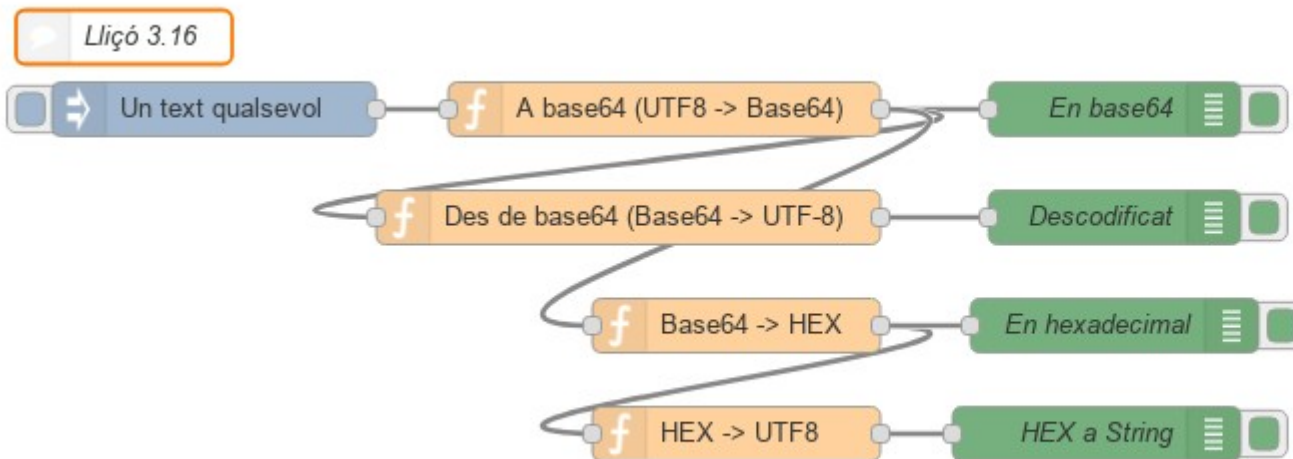 Lliçó 3.16
Un text qualsevol
A base64 (UTF8 -> Base64)
En base64
Des de base64 (Base64 -> UTF-8)
Descodificat
Base64 -> HEX
En hexadecimal
HEX -> UTF8
HEX a String